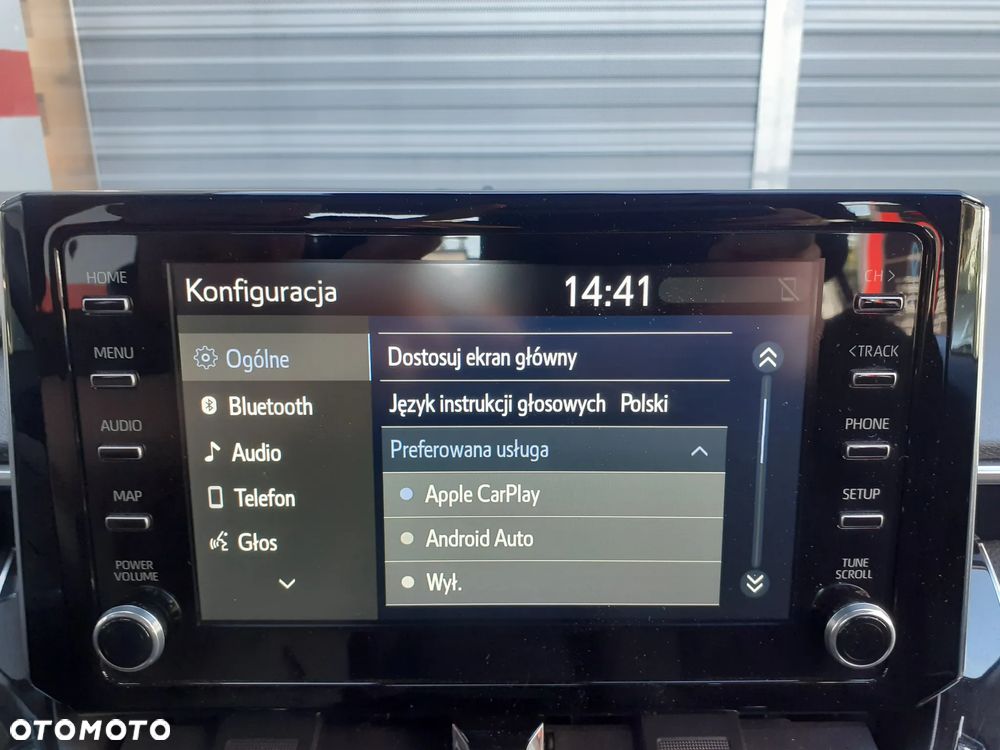 HOME
MENU
AUDIO
MAP
POWER
VOLUME
Konfiguracja 14:41
Ogólne
Bluetooth
Audio
Telefon
Głos
Dostosuj ekran główny
Język instrukcji głosowych Polski
Preferowana usługa
Apple CarPlay
Android Auto
Wył.
CH >
<TRACK
PHONE
SETUP
TUNE
SCROLL
OTOMOTO